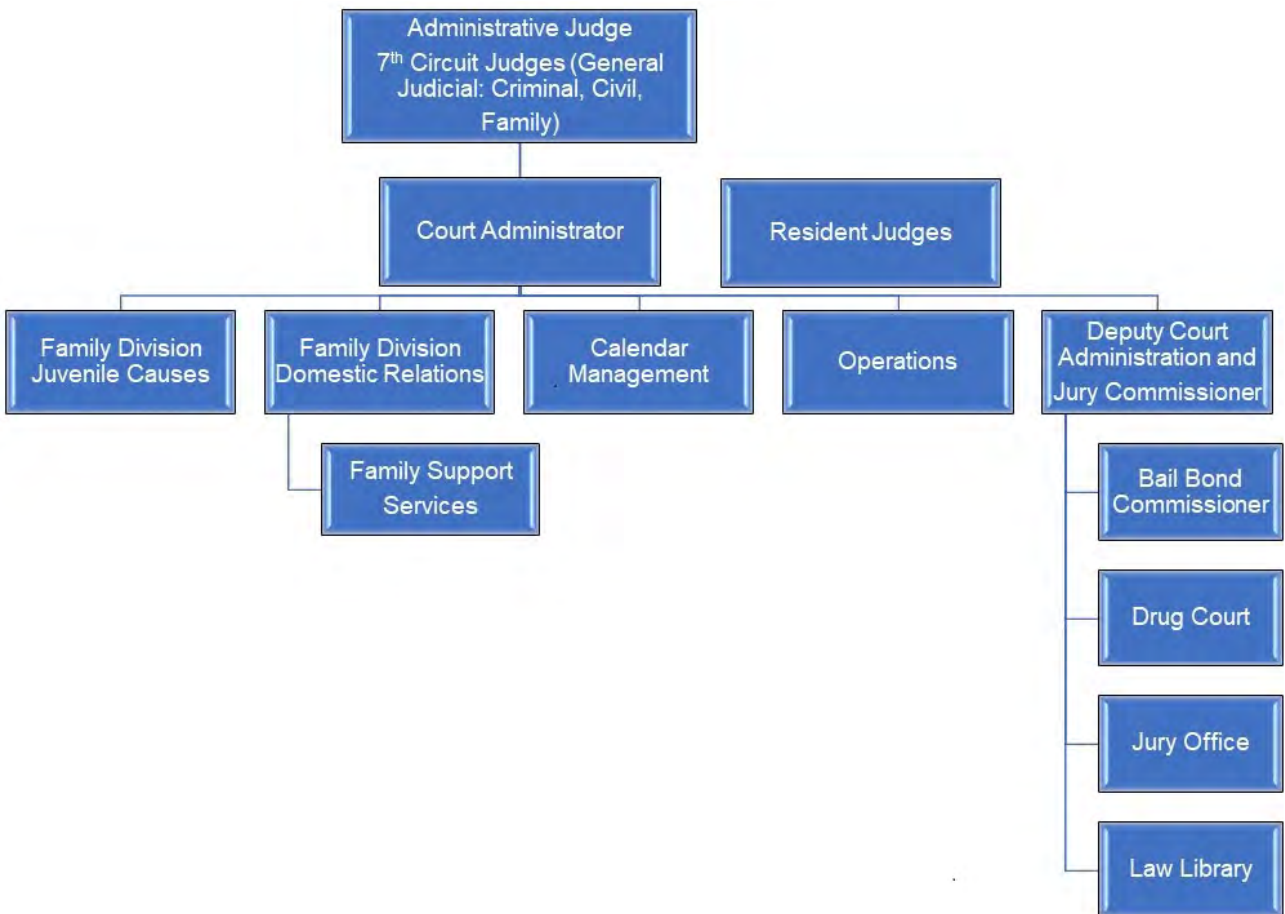 Administrative Judge
7th Circuit Judges (General
Judicial: Criminal, Civil,
Family)
Court Administrator
Resident Judges
Family Division
Juvenile Causes
Family Division
Domestic Relations
Calendar
Management
Operations
Deputy Court
Administration and
Jury Commissioner
Family Support
Services
Bail Bond
Commissioner
Drug Court
Jury Office
Law Library